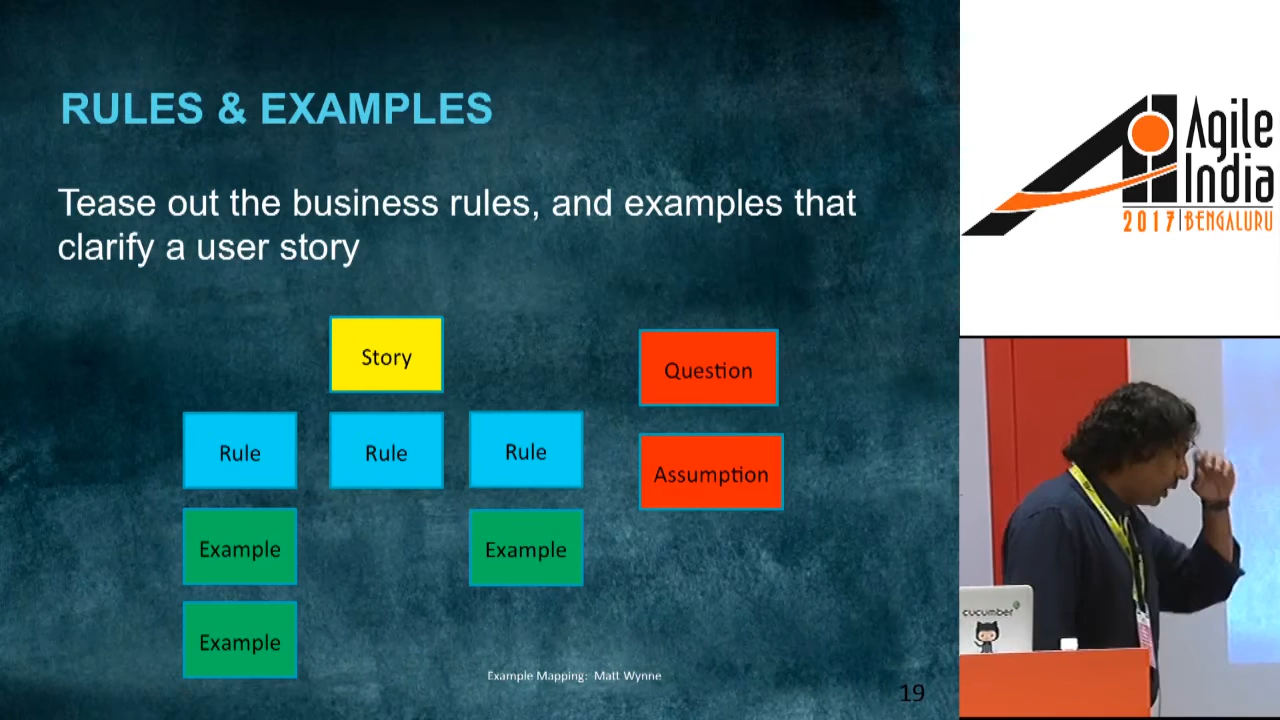 RULES & EXAMPLES
Tease out the business rules, and examples that
clarify a user story
Story
Question
Rule
Rule
Rule
Assumption
Example
Example
Example
Example Mapping: Matt Wynne
19
Agile
India
2017 | BENGALURU
cucumber